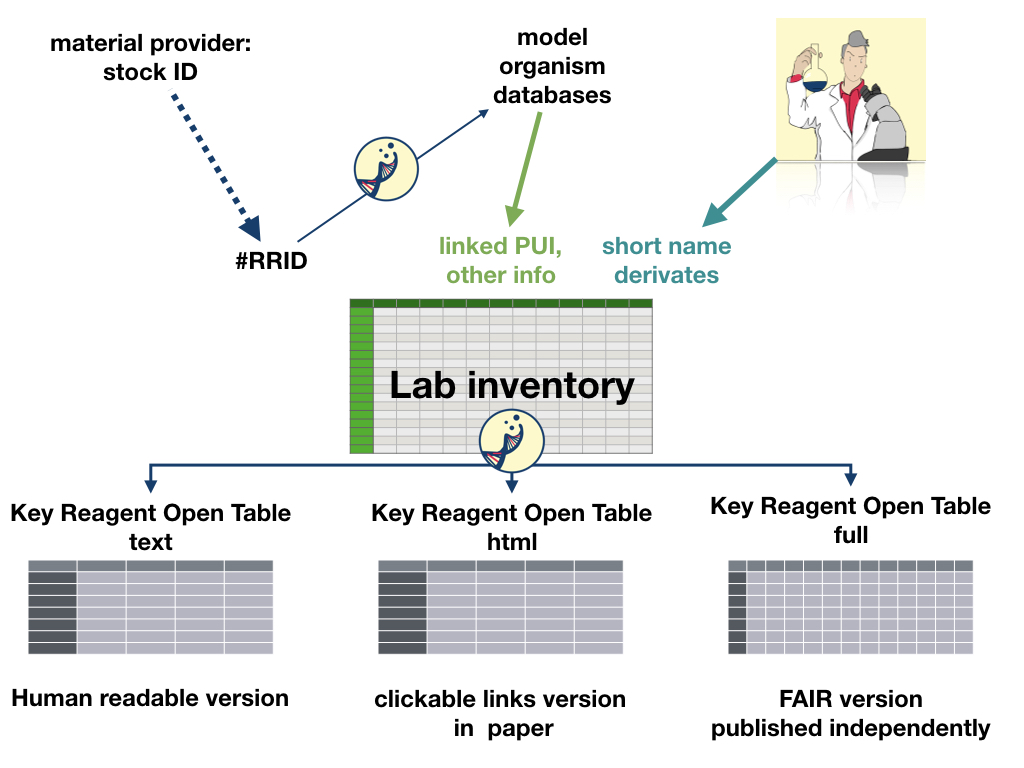 material provider:
stock ID
model
organism
databases
#RRID
linked PUI,
other info
short name
derivates
Lab inventory
Key Reagent Open Table
text
Key Reagent Open Table
html
Key Reagent Open Table
full
Human readable version
clickable links version
in paper
FAIR version
published independently